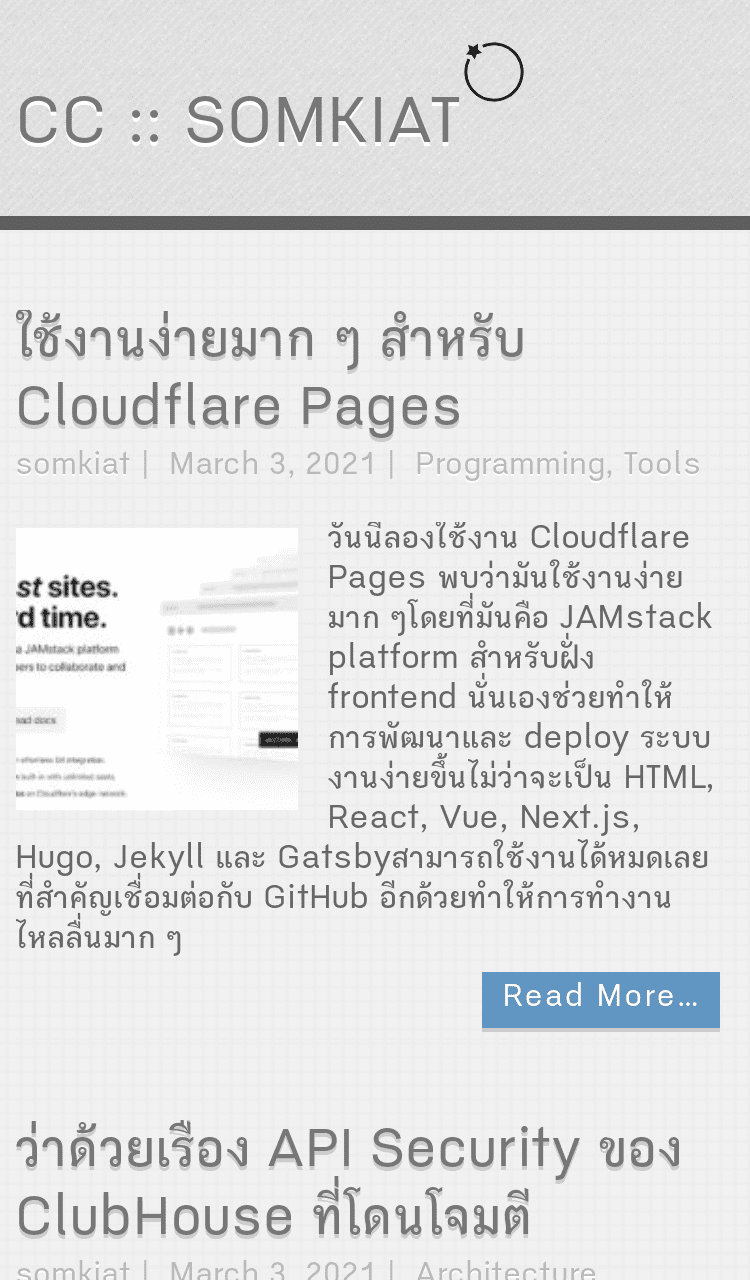 CC :: SOMKIAT
ใช้งานง่ายมาก ๆ สำหรับ
Cloudflare Pages
somkiat | March 3, 2021 | Programming, Tools
st sites.
d time.
a JAMstack platform
ers to collaborate and
ad docs
effortless Git integration.
built-in with unlimited seats.
on Cloudflare's edge network.
วันนี้ลองใช้งาน Cloudflare
Pages พบว่ามันใช้งานง่าย
มาก ๆโดยที่มันคือ JAMstack
platform สำหรับฝั่ง
frontend นั่นเองช่วยทำให้
การพัฒนาและ deploy ระบบ
งานง่ายขึ้นไม่ว่าจะเป็น HTML,
React, Vue, Next.js,
Hugo, Jekyll และ Gatsbyสามารถใช้งานได้หมดเลย
ที่สำคัญเชื่อมต่อกับ GitHub อีกด้วยทำให้การทำงาน
ไหลลื่นมาก ๆ
Read More…
ว่าด้วยเรื่อง API Security ของ
ClubHouse ที่โดนโจมตี
somkiat | March 3, 2021 | Architecture